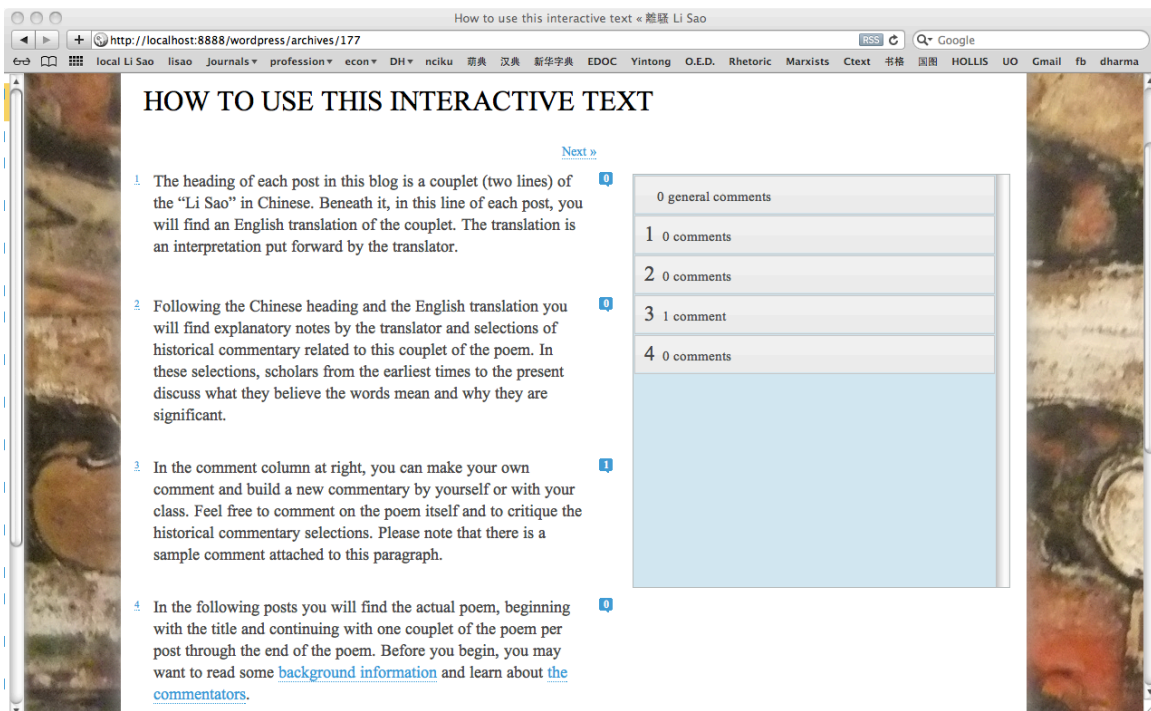 How to use this interactive text « 離騷 Li Sao
http://localhost:8888/wordpress/archives/177
RSS
Google
local Li Sao lisao Journals profession econ DH nciku 萌典 汉典 新华字典 EDOC Yintong O.E.D. Rhetoric Marxists Ctext 书格 国图 HOLLIS UO Gmail fb dharma
HOW TO USE THIS INTERACTIVE TEXT
Next »
1 The heading of each post in this blog is a couplet (two lines) of 0
the “Li Sao” in Chinese. Beneath it, in this line of each post, you
will find an English translation of the couplet. The translation is
an interpretation put forward by the translator.
2 Following the Chinese heading and the English translation you 0
will find explanatory notes by the translator and selections of
historical commentary related to this couplet of the poem. In
these selections, scholars from the earliest times to the present
discuss what they believe the words mean and why they are
significant.
3 In the comment column at right, you can make your own 1
comment and build a new commentary by yourself or with your
class. Feel free to comment on the poem itself and to critique the
historical commentary selections. Please note that there is a
sample comment attached to this paragraph.
4 In the following posts you will find the actual poem, beginning 0
with the title and continuing with one couplet of the poem per
post through the end of the poem. Before you begin, you may
want to read some background information and learn about the
commentators.
0 general comments
1 0 comments
2 0 comments
3 1 comment
4 0 comments